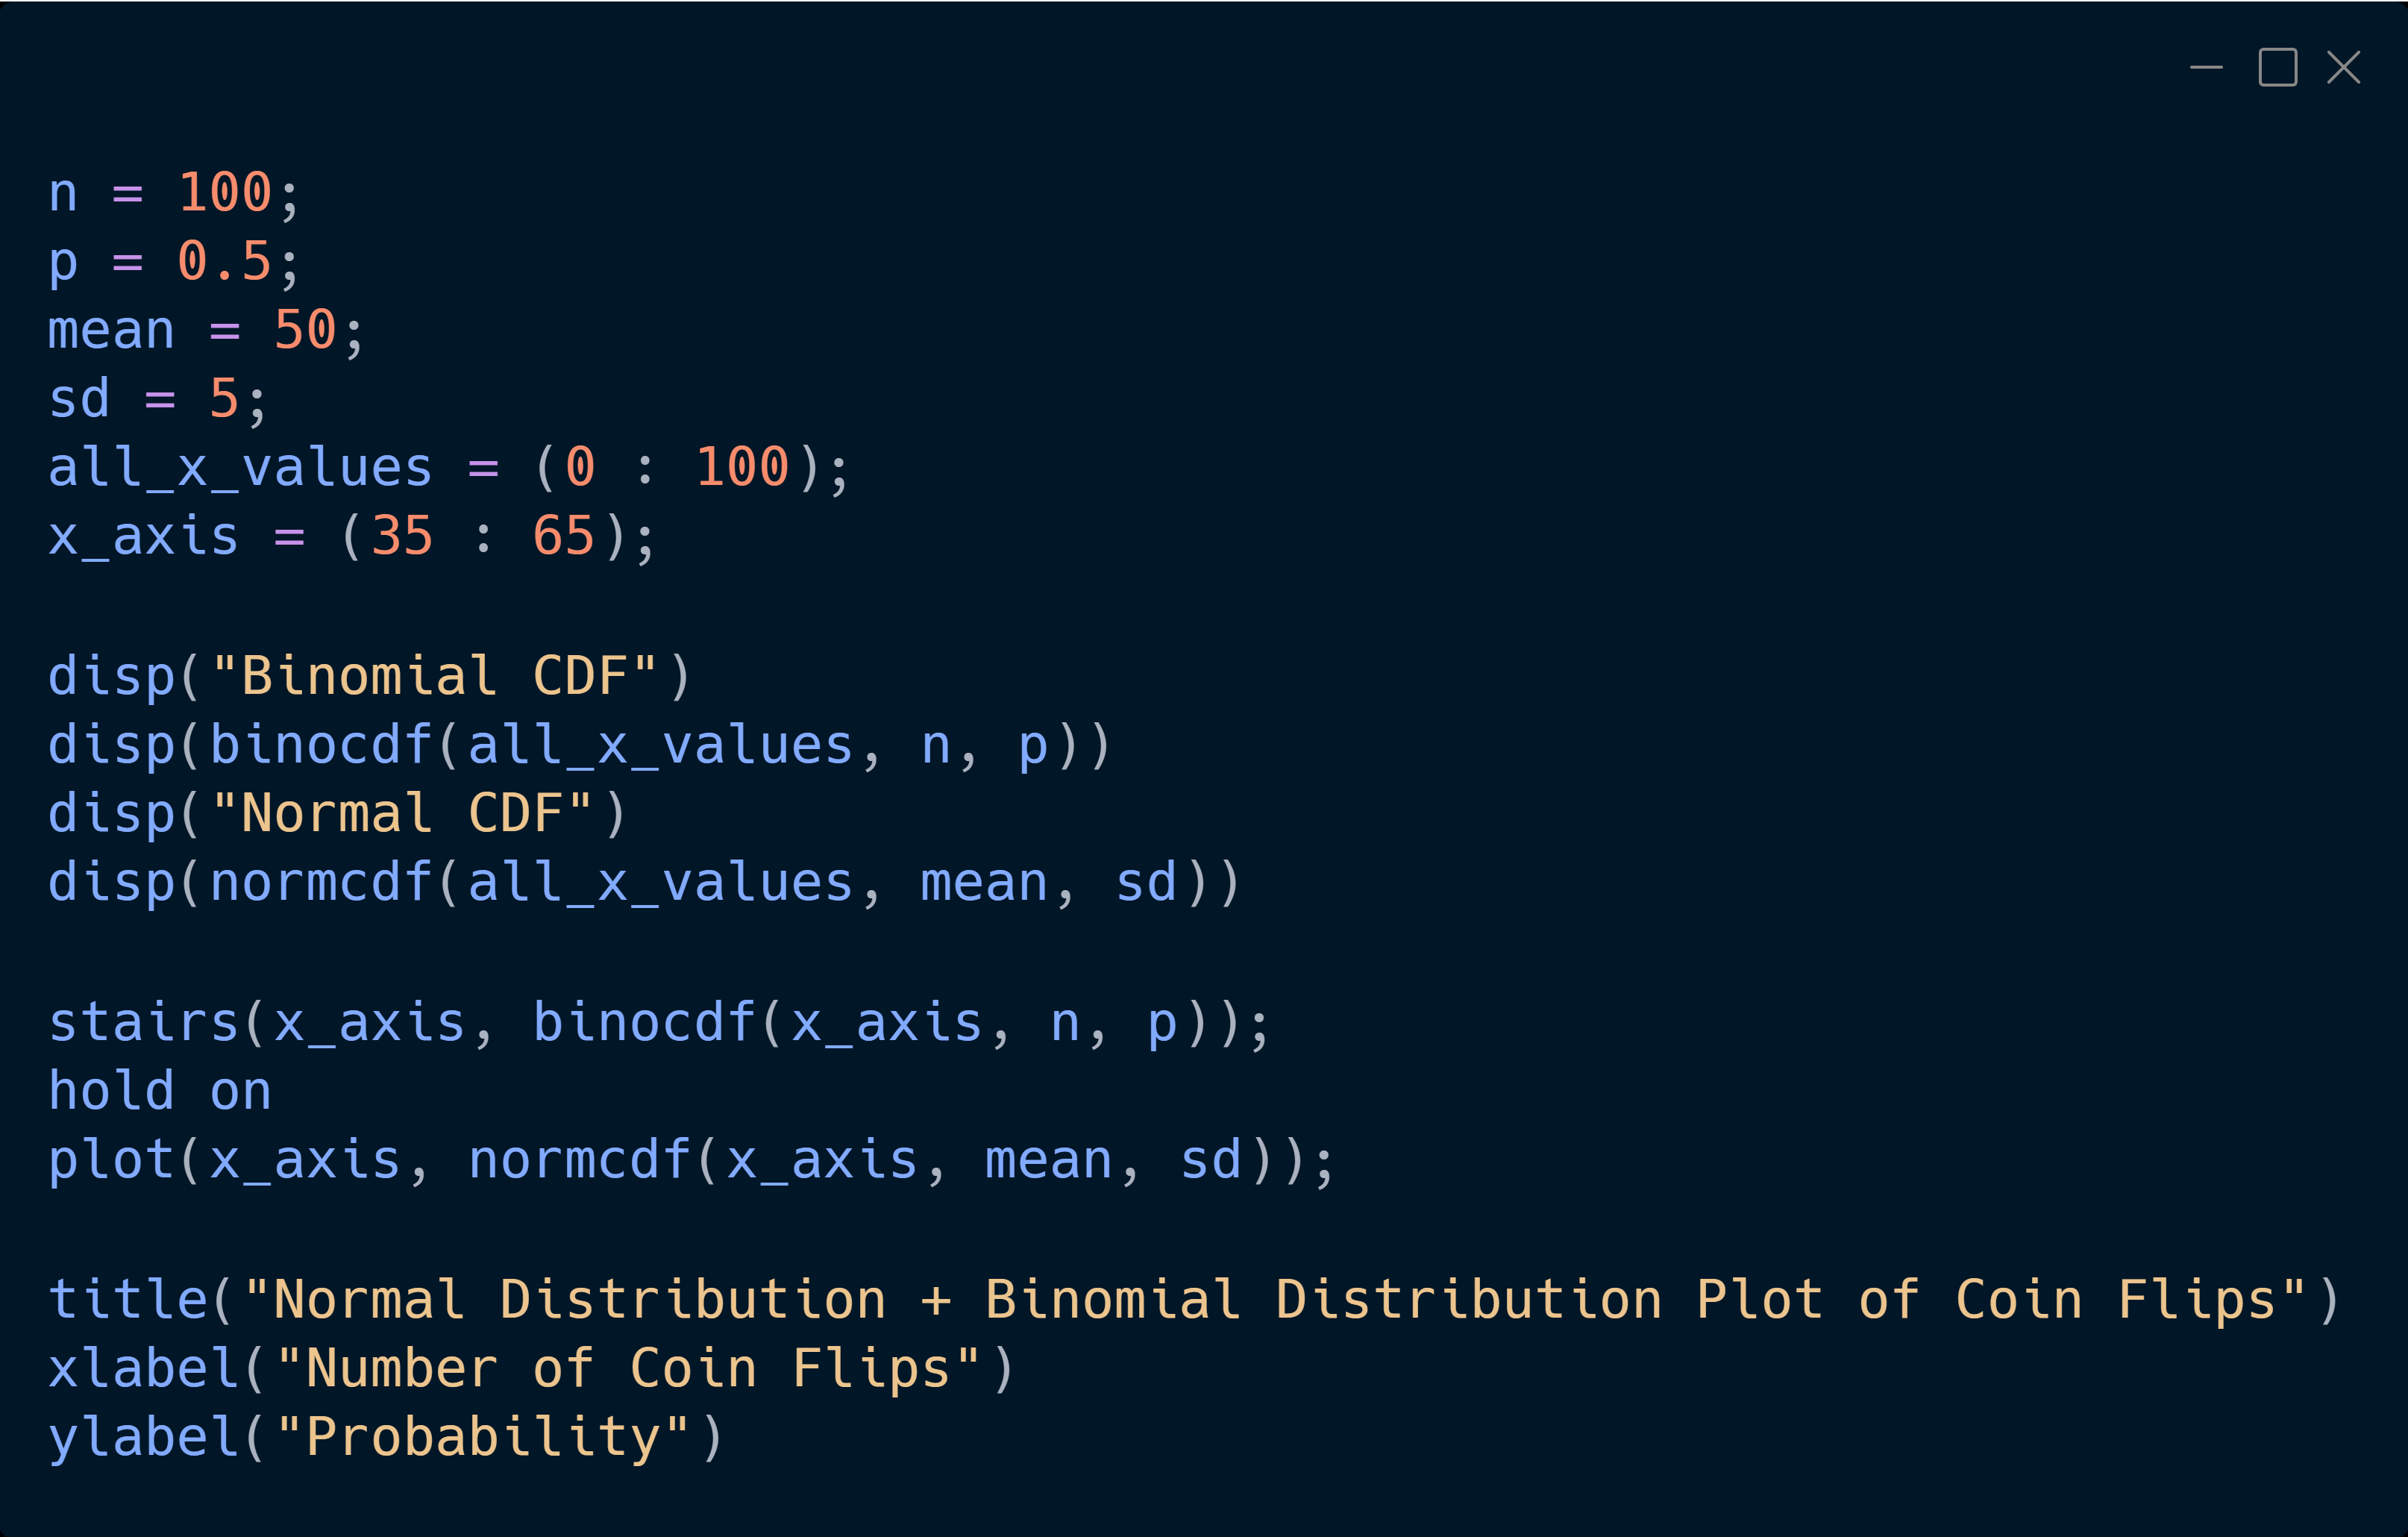 n = 100;
p = 0.5;
mean = 50;
sd = 5;
all_x_values = (0 : 100);
x_axis = (35 : 65);
disp("Binomial CDF")
disp(binocdf(all_x_values, n, p))
disp("Normal CDF")
disp(normcdf(all_x_values, mean, sd))
stairs(x_axis, binocdf(x_axis, n, p));
hold on
plot(x_axis, normcdf(x_axis, mean, sd));
title("Normal Distribution + Binomial Distribution Plot of Coin Flips")
xlabel("Number of Coin Flips")
ylabel("Probability")